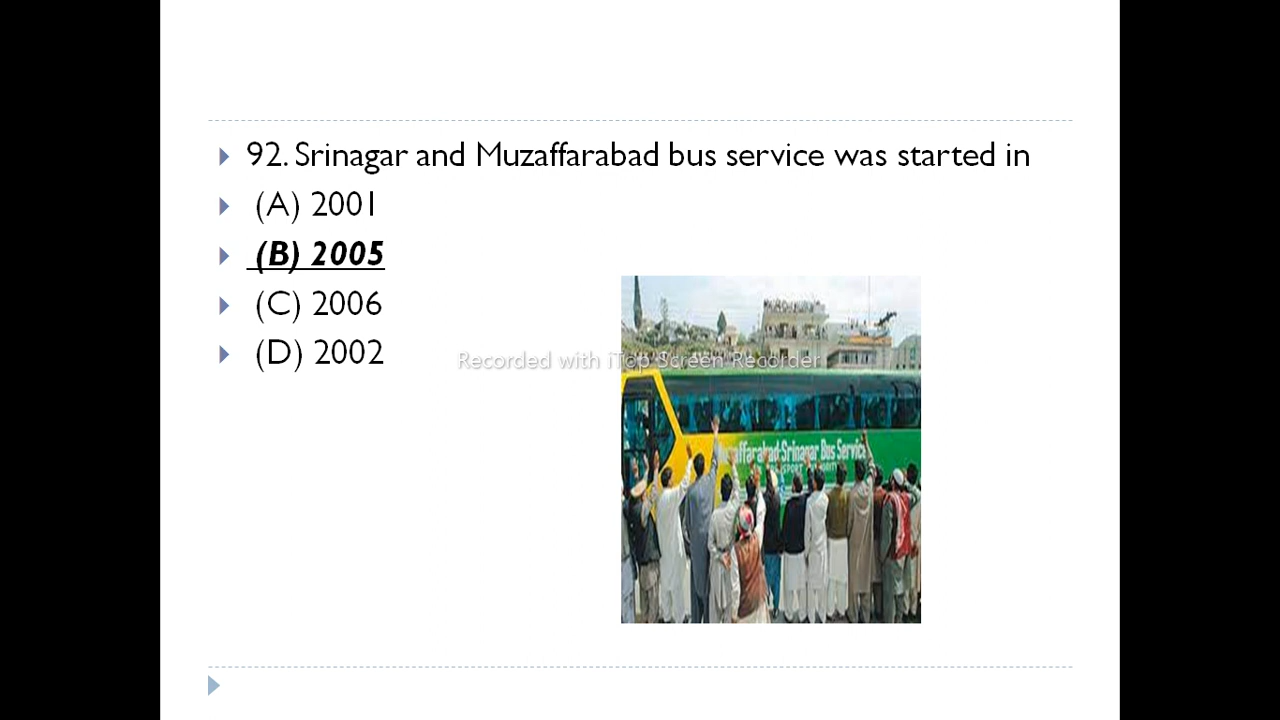 92. Srinagar and Muzaffarabad bus service was started in
(A) 2001
(B) 2005
(C) 2006
(D) 2002
Recorded with iTop Screen Recorder
Muzaffarabad-Srinagar Bus Service